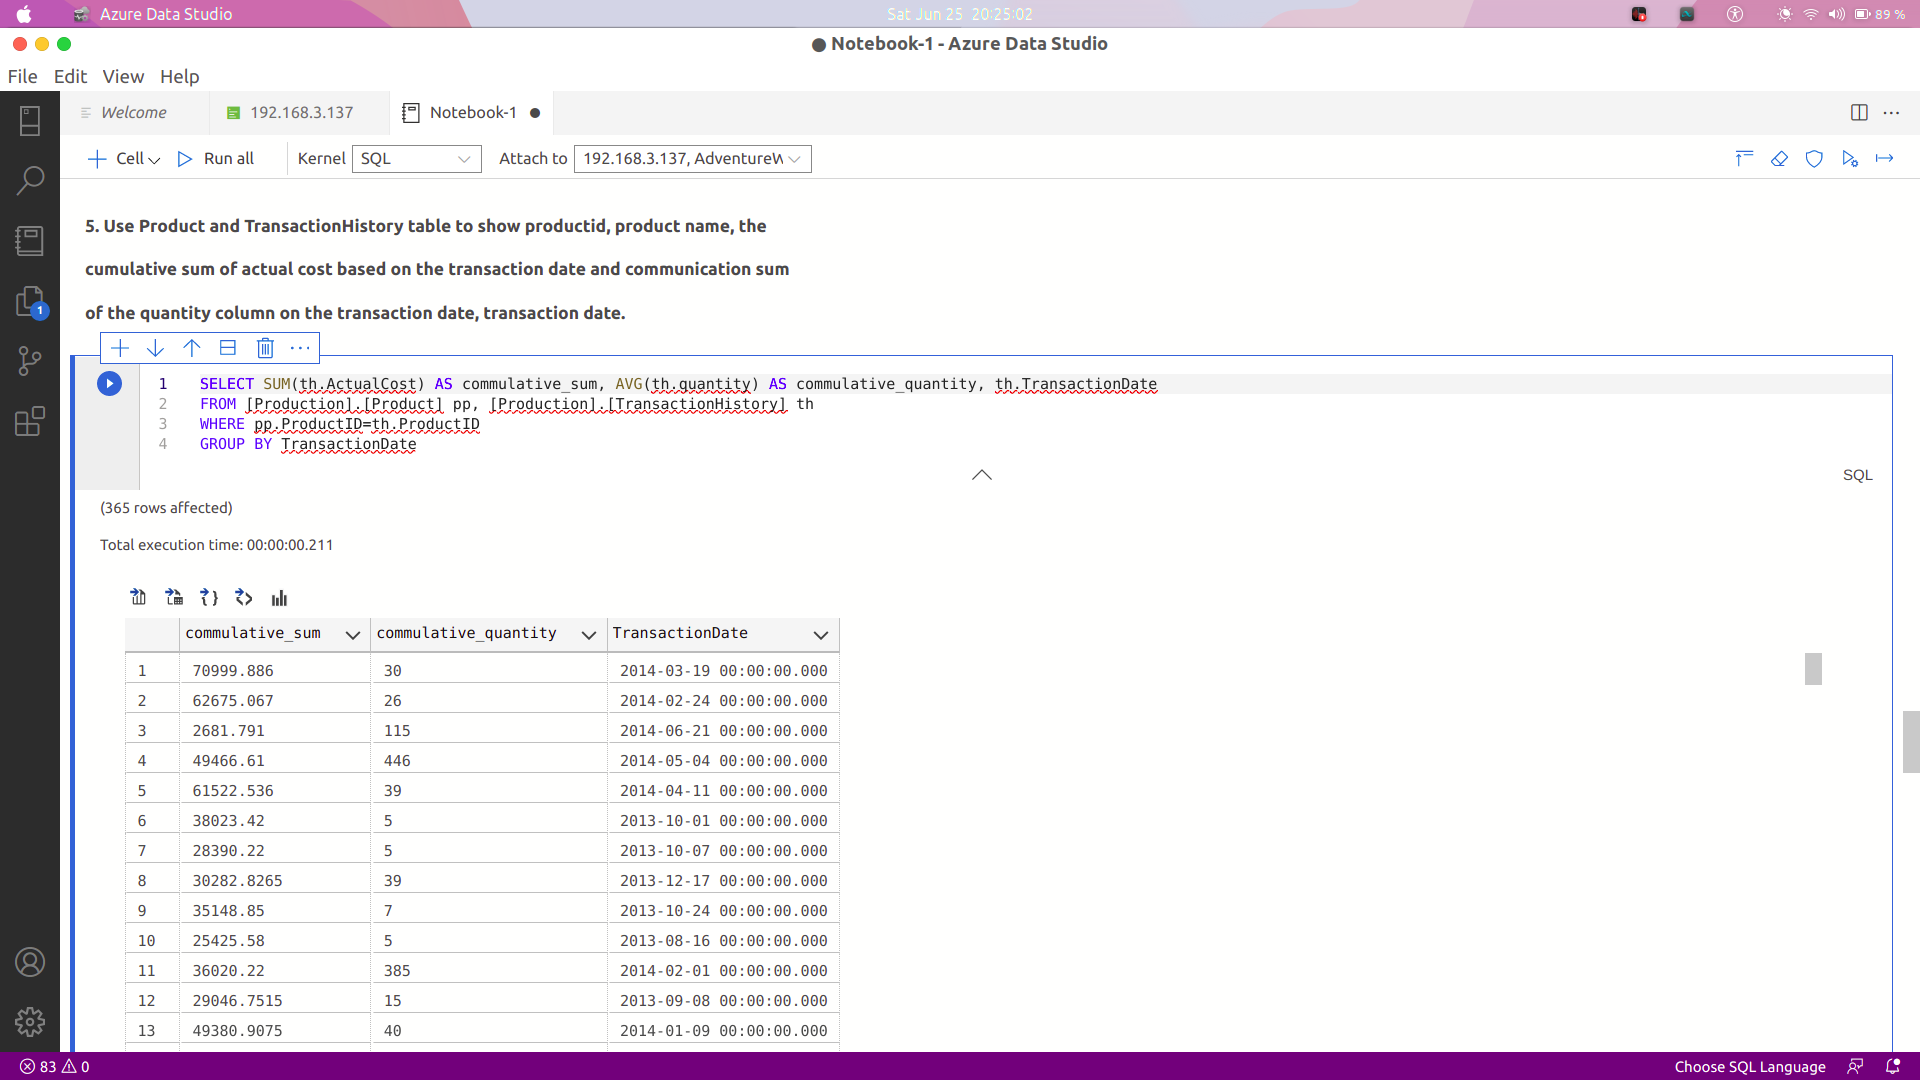 Azure Data Studio
Sat Jun 25 20:25:02
89 %
Notebook-1 - Azure Data Studio
File Edit View Help
Welcome
192.168.3.137
Notebook-1
Cell
Run all
Kernel
SQL
Attach to
192.168.3.137, AdventureW
1
5. Use Product and TransactionHistory table to show productid, product name, the
cumulative sum of actual cost based on the transaction date and communication sum
of the quantity column on the transaction date, transaction date.
1 SELECT SUM(th.ActualCost) AS commulative_sum, AVG(th.quantity) AS commulative_quantity, th.TransactionDate
2 FROM [Production].[Product] pp, [Production].[TransactionHistory] th
3 WHERE pp.ProductID=th.ProductID
4 GROUP BY TransactionDate
SQL
(365 rows affected)
Total execution time: 00:00:00.211
commulative_sum commulative_quantity TransactionDate
1 70999.886 30 2014-03-19 00:00:00.000
2 62675.067 26 2014-02-24 00:00:00.000
3 2681.791 115 2014-06-21 00:00:00.000
4 49466.61 446 2014-05-04 00:00:00.000
5 61522.536 39 2014-04-11 00:00:00.000
6 38023.42 5 2013-10-01 00:00:00.000
7 28390.22 5 2013-10-07 00:00:00.000
8 30282.8265 39 2013-12-17 00:00:00.000
9 35148.85 7 2013-10-24 00:00:00.000
10 25425.58 5 2013-08-16 00:00:00.000
11 36020.22 385 2014-02-01 00:00:00.000
12 29046.7515 15 2013-09-08 00:00:00.000
13 49380.9075 40 2014-01-09 00:00:00.000
83 0
Choose SQL Language